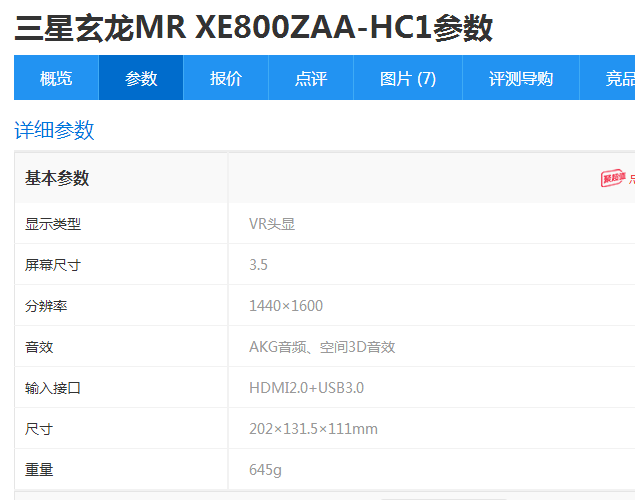 三星玄龙MR XE800ZAA-HC1参数
概览 参数 报价 点评 图片 (7) 评测导购 竞品
详细参数
基本参数 聚超值
显示类型 VR头显
屏幕尺寸 3.5
分辨率 1440×1600
音效 AKG音频、空间3D音效
输入接口 HDMI2.0+USB3.0
尺寸 202×131.5×111mm
重量 645g